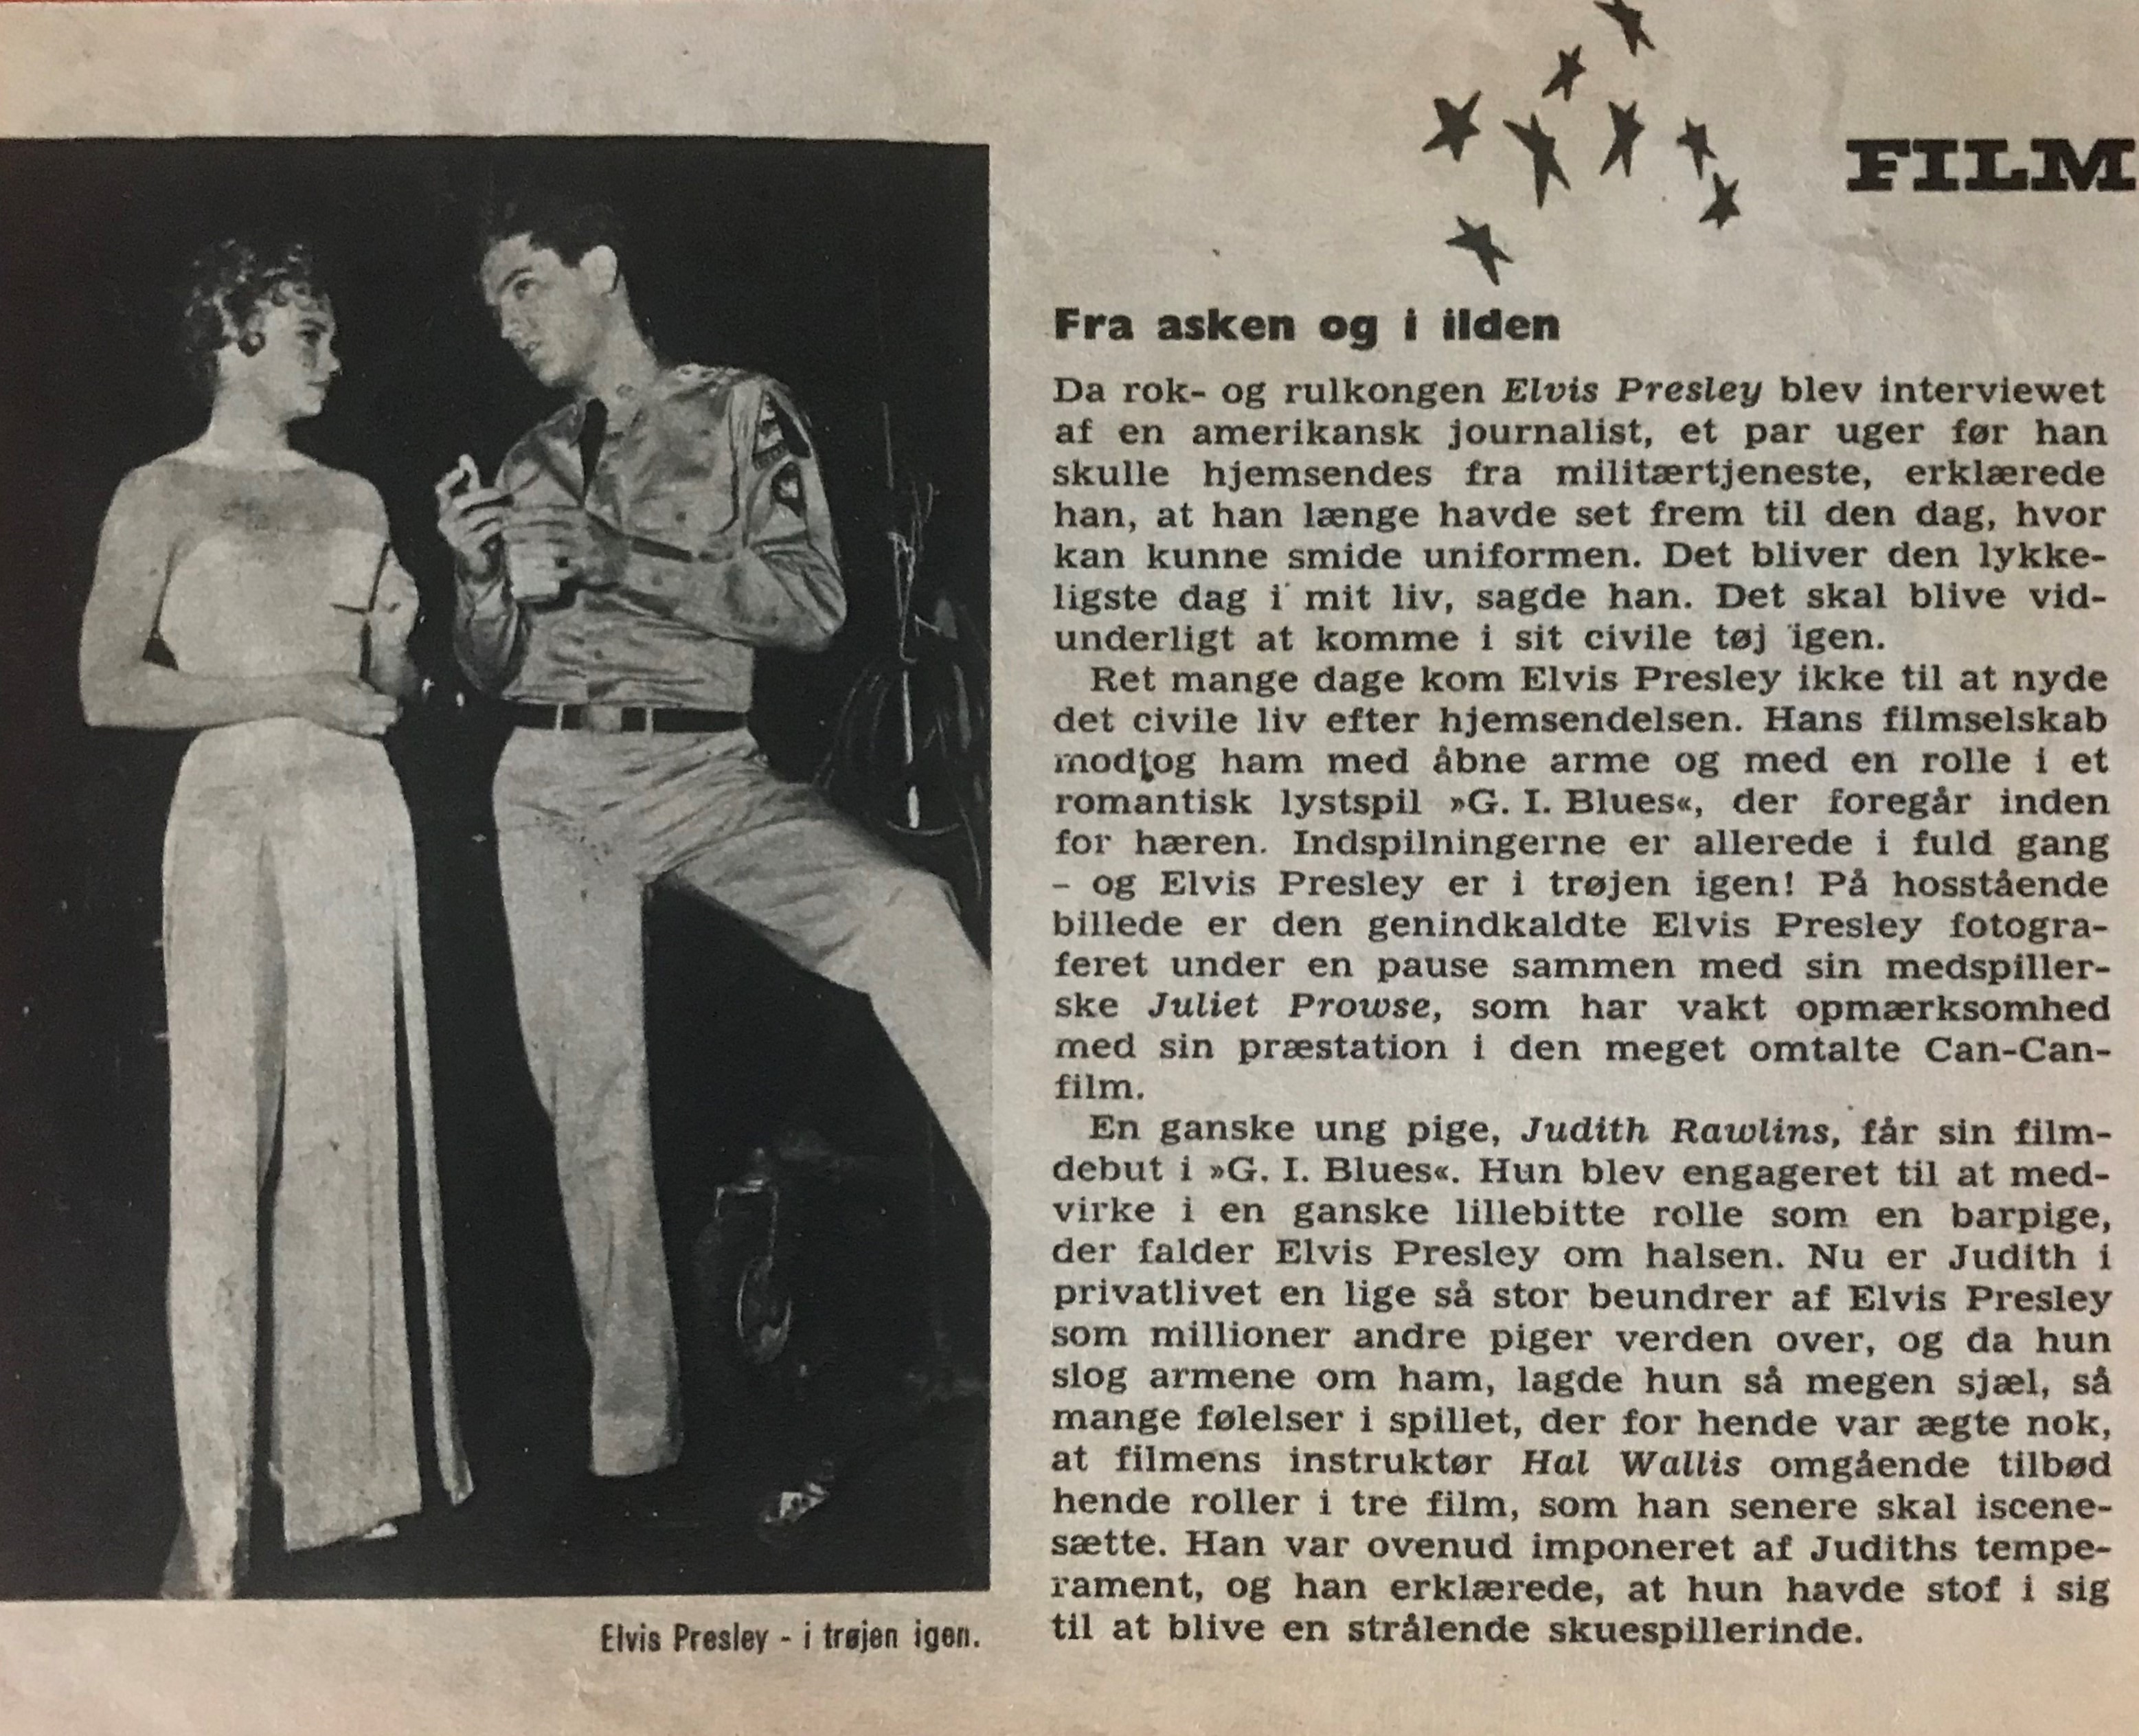 FILM
Fra asken og i ilden
Da rok- og rulkongen Elvis Presley blev interviewet
af en amerikansk journalist, et par uger før han
skulle hjemsendes fra militærtjeneste, erklærede
han, at han længe havde set frem til den dag, hvor
kan kunne smide uniformen. Det bliver den lykke-
ligste dag i mit liv, sagde han. Det skal blive vid-
underligt at komme i sit civile tøj igen.
Ret mange dage kom Elvis Presley ikke til at nyde
det civile liv efter hjemsendelsen. Hans filmselskab
modtog ham med åbne arme og med en rolle i et
romantisk lystspil »G. I. Blues«, der foregår inden
for hæren. Indspilningerne er allerede i fuld gang
– og Elvis Presley er i trøjen igen! På hosstående
billede er den genindkaldte Elvis Presley fotogra-
feret under en pause sammen med sin medspiller-
ske Juliet Prowse, som har vakt opmærksomhed
med sin præstation i den meget omtalte Can-Can-
film.
En ganske ung pige, Judith Rawlins, får sin film-
debut i »G. I. Blues«. Hun blev engageret til at med-
virke i en ganske lillebitte rolle som en barpige,
der falder Elvis Presley om halsen. Nu er Judith i
privatlivet en lige så stor beundrer af Elvis Presley
som millioner andre piger verden over, og da hun
slog armene om ham, lagde hun så megen sjæl, så
mange følelser i spillet, der for hende var ægte nok,
at filmens instruktør Hal Wallis omgående tilbød
hende roller i tre film, som han senere skal iscene-
sætte. Han var ovenud imponeret af Judiths tempe-
rament, og han erklærede, at hun havde stof i sig
til at blive en strålende skuespillerinde.
Elvis Presley - i trøjen igen.